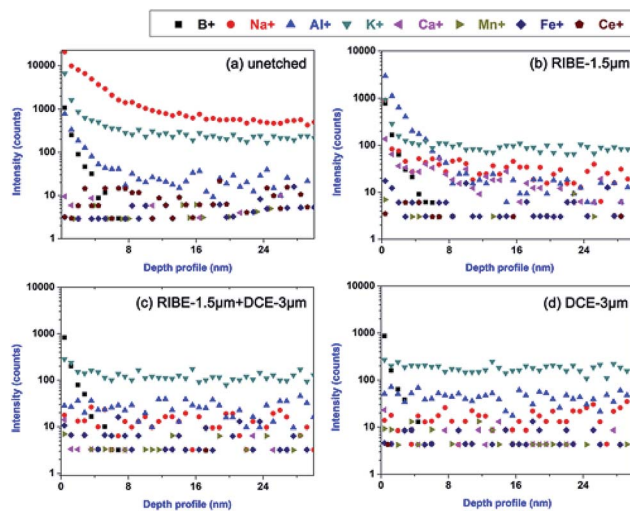 B+ Na+ Al+ K+ Ca+ Mn+ Fe+ Ce+
(a) unetched
10000
1000
100
10
1
0 8 16 24
Intensity (counts)
Depth profile (nm)
(b) RIBE-1.5μm
10000
1000
100
10
1
0 8 16 24
Intensity (counts)
Depth profile (nm)
(c) RIBE-1.5μm+DCE-3μm
10000
1000
100
10
1
0 8 16 24
Intensity (counts)
Depth profile (nm)
(d) DCE-3μm
10000
1000
100
10
1
0 8 16 24
Intensity (counts)
Depth profile (nm)